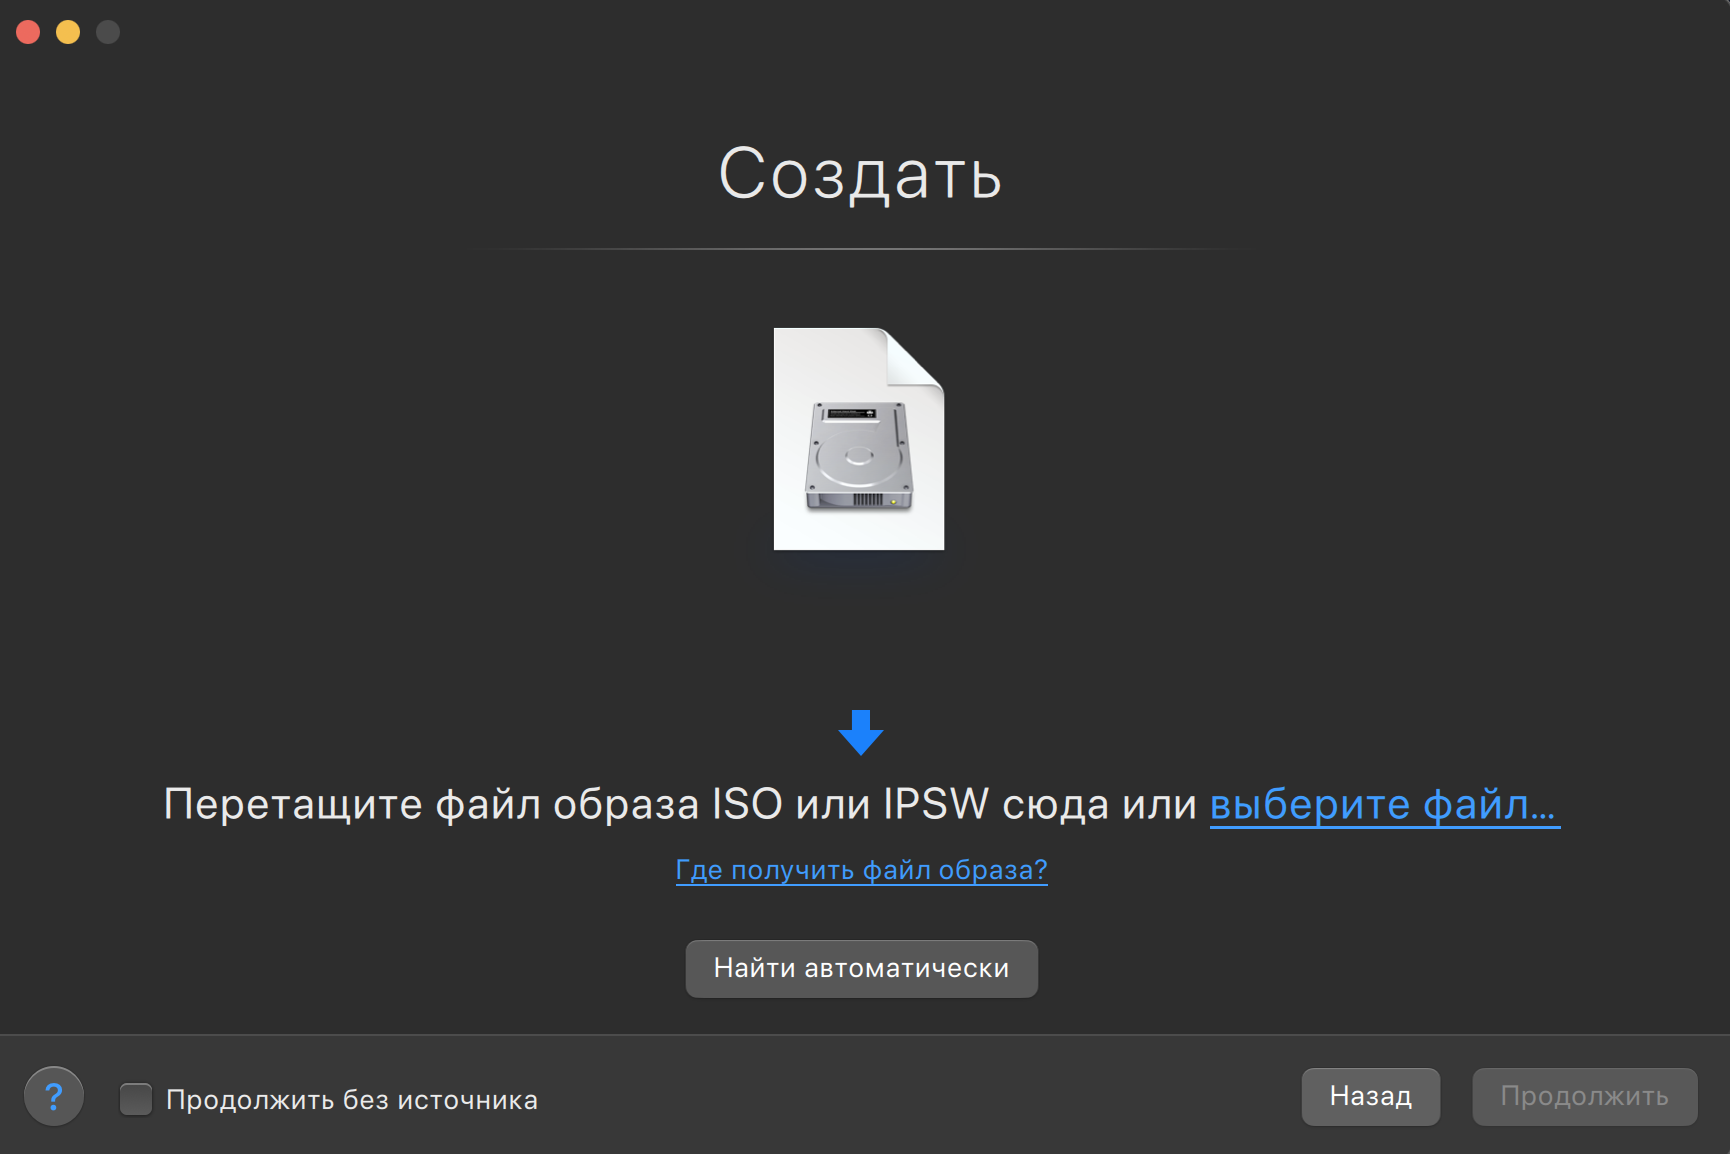 Создать
Перетащите файл образа ISO или IPSW сюда или выберите файл...
Где получить файл образа?
Найти автоматически
?
Продолжить без источника
Назад
Продолжить